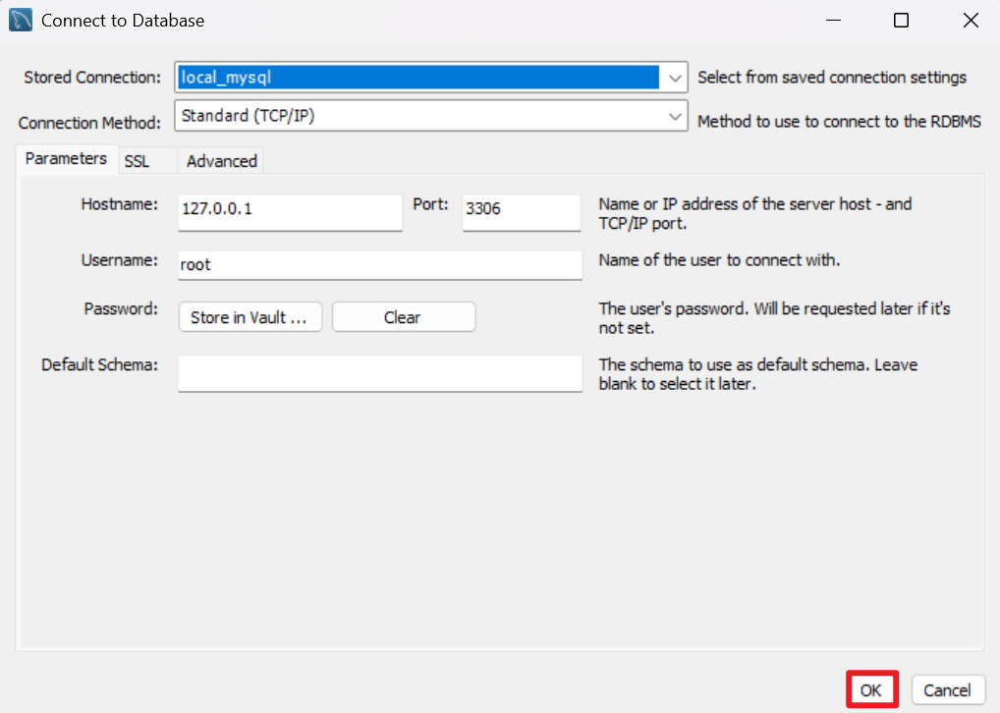 Connect to Database
Stored Connection: local_mysql Select from saved connection settings
Connection Method: Standard (TCP/IP) Method to use to connect to the RDBMS
Parameters SSL Advanced
Hostname: 127.0.0.1 Port: 3306 Name or IP address of the server host - and
TCP/IP port.
Username: root Name of the user to connect with.
Password: Store in Vault ... Clear The user's password. Will be requested later if it's
not set.
Default Schema: The schema to use as default schema. Leave
blank to select it later.
OK Cancel